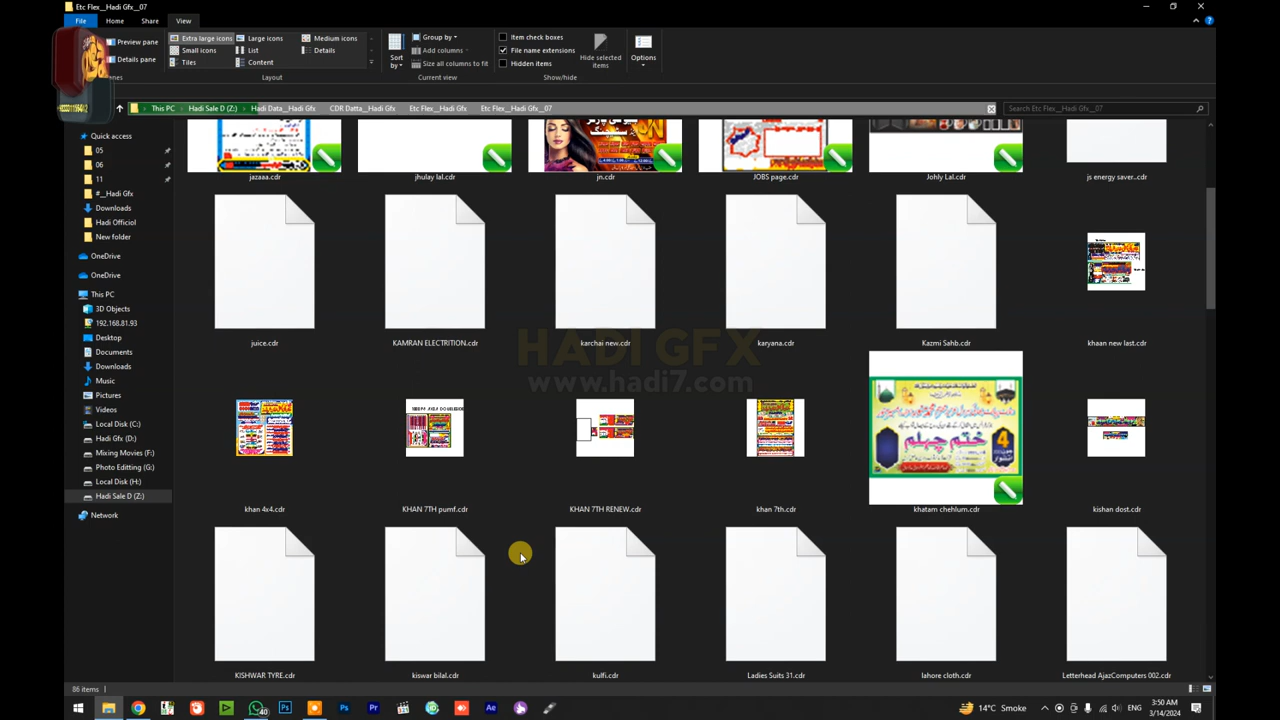 Etc Flex__Hadi Gfx__07
File Home Share View
Preview pane
Details pane
Extra large icons Large icons Medium icons
Small icons List Details
Tiles Content
Layout
Sort by
Group by
Add columns
Size all columns to fit
Current view
Item check boxes
File name extensions
Hidden items
Hide selected items
Show/hide
Options
This PC Hadi Sale D (Z:) Hadi Data__Hadi Gfx CDR Datta__Hadi Gfx Etc Flex__Hadi Gfx Etc Flex__Hadi Gfx__07
Search Etc Flex__Hadi Gfx__07
Quick access
05
06
11
#__Hadi Gfx
Downloads
Hadi Officiol
New folder
OneDrive
OneDrive
This PC
3D Objects
192.168.81.93
Desktop
Documents
Downloads
Music
Pictures
Videos
Local Disk (C:)
Hadi Gfx (D:)
Mixing Movies (F:)
Photo Editting (G:)
Local Disk (H:)
Hadi Sale D (Z:)
Network
jazaaa.cdr jhulay lal.cdr jn.cdr JOBS page.cdr Johly Lal.cdr js energy saver..cdr
juice.cdr KAMRAN ELECTRITION.cdr karchai new.cdr karyana.cdr Kazmi Sahb.cdr khaan new last.cdr
HADI GFX
www.hadi7.com
ختم چہلم
4
khan 4x4.cdr KHAN 7TH pumf.cdr KHAN 7TH RENEW.cdr khan 7th.cdr khatam chehlum.cdr kishan dost.cdr
KISHWAR TYRE.cdr kiswar bilal.cdr kulfi.cdr Ladies Suits 31.cdr lahore cloth.cdr Letterhead AjazComputers 002.cdr
86 items
40
14°C Smoke
ENG
3:50 AM
3/14/2024